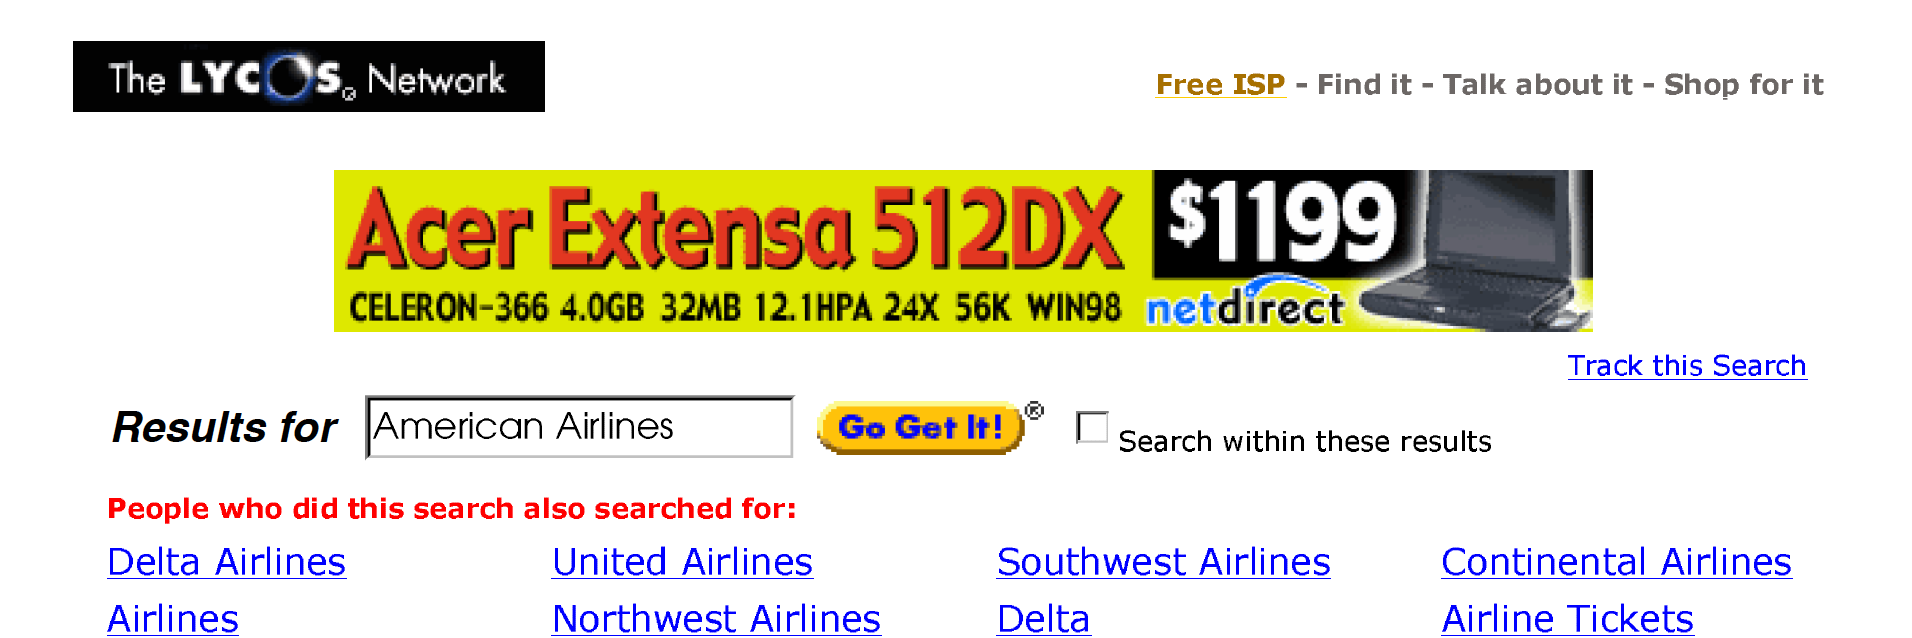 The LYCOS® Network
Free ISP - Find it - Talk about it - Shop for it
Acer Extensa 512DX $1199
CELERON-366 4.0GB 32MB 12.1HPA 24X 56K WIN98 netdirect
Track this Search
Results for American Airlines Go Get It!® Search within these results
People who did this search also searched for:
Delta Airlines United Airlines Southwest Airlines Continental Airlines
Airlines Northwest Airlines Delta Airline Tickets